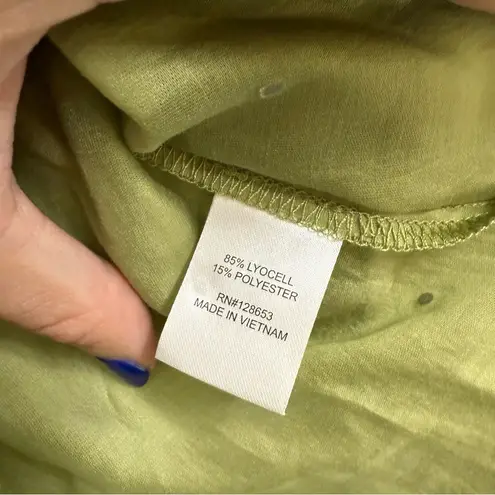 85% LYOCELL
15% POLYESTER
RN#128653
MADE IN VIETNAM